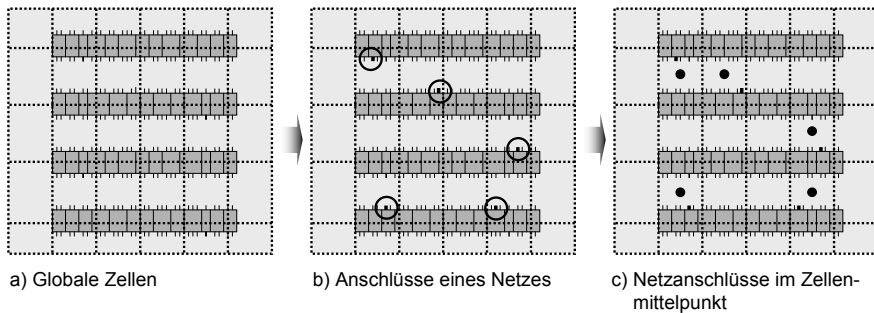 a) Globale Zellen
b) Anschlüsse eines Netzes
c) Netzanschlüsse im Zellen-
mittelpunkt